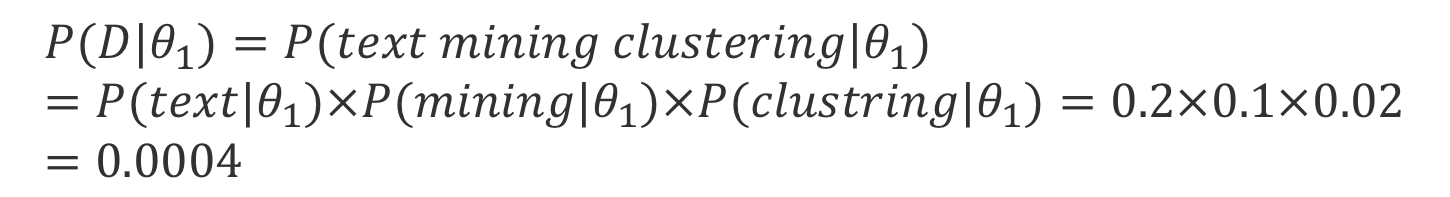 P(D|θ₁) = P(text mining clustering|θ₁)
= P(text|θ₁)×P(mining|θ₁)×P(clustring|θ₁) = 0.2×0.1×0.02
= 0.0004